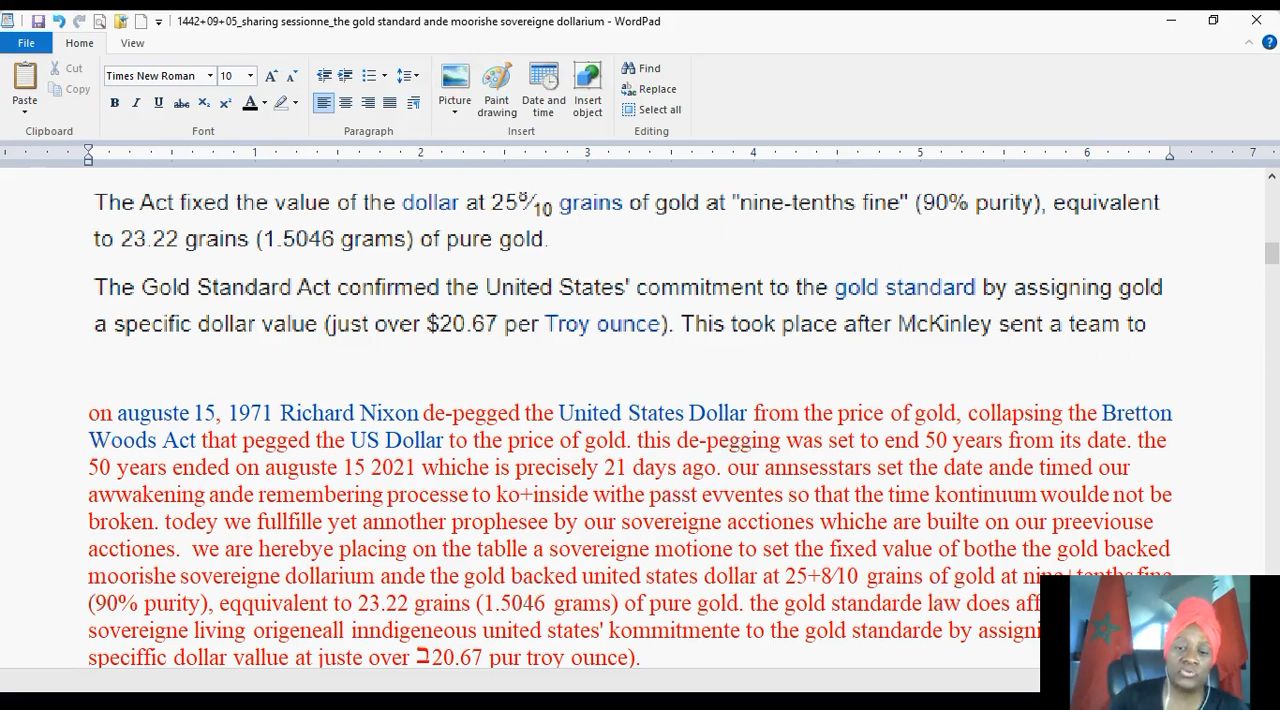 1442+09+05_sharing sessionne_the gold standard ande moorishe sovereigne dollarium - WordPad
File Home View
Cut
Copy
Paste
Clipboard
Times New Roman 10
B I U abc X₂ X² A
Font
Paragraph
Picture
Paint drawing
Date and time
Insert object
Insert
Find
Replace
Select all
Editing
1 2 3 4 5 6 7
The Act fixed the value of the dollar at 25⁸⁄₁₀ grains of gold at "nine-tenths fine" (90% purity), equivalent
to 23.22 grains (1.5046 grams) of pure gold.
The Gold Standard Act confirmed the United States' commitment to the gold standard by assigning gold
a specific dollar value (just over $20.67 per Troy ounce). This took place after McKinley sent a team to
on auguste 15, 1971 Richard Nixon de-pegged the United States Dollar from the price of gold, collapsing the Bretton
Woods Act that pegged the US Dollar to the price of gold. this de-pegging was set to end 50 years from its date. the
50 years ended on auguste 15 2021 whiche is precisely 21 days ago. our annsesstars set the date ande timed our
awwakening ande remembering processe to ko+inside withe passt evventes so that the time kontinuum woulde not be
broken. todey we fullfille yet annother prophesee by our sovereigne acctiones whiche are builte on our preeviouse
acctiones. we are herebye placing on the tablle a sovereigne motione to set the fixed value of bothe the gold backed
moorishe sovereigne dollarium ande the gold backed united states dollar at 25+8⁄10 grains of gold at nine+tenths fine
(90% purity), eqquivalent to 23.22 grains (1.5046 grams) of pure gold. the gold standarde law does aff
sovereigne living origeneall inndigeneous united states' kommitmente to the gold standarde by assigni
speciffic dollar vallue at juste over ב20.67 pur troy ounce).